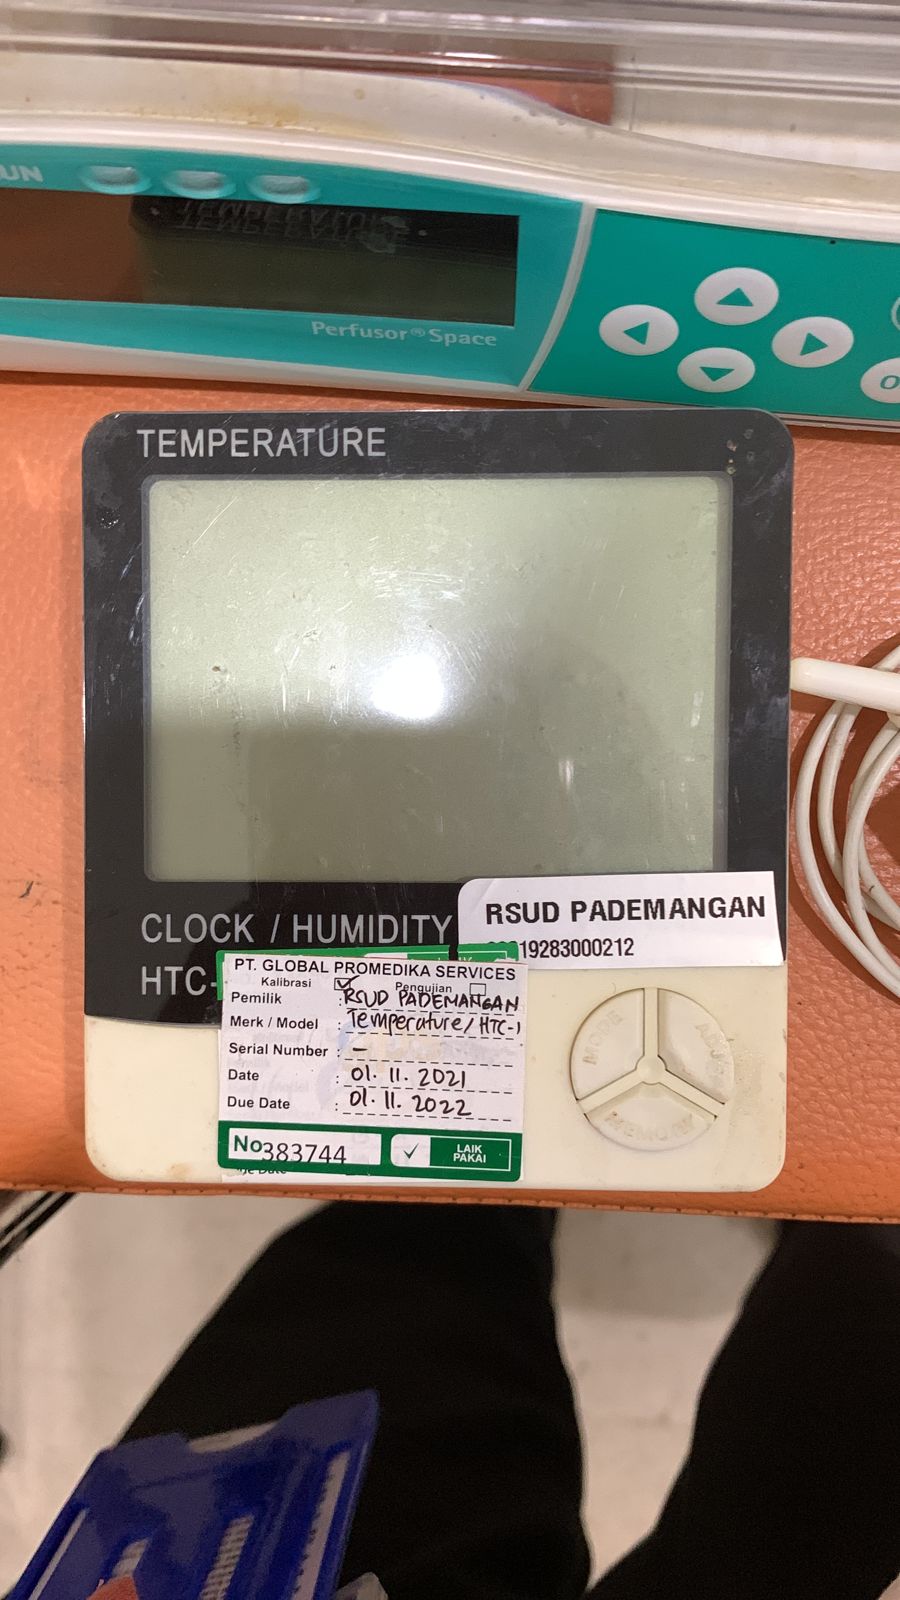 Perfusor® Space
TEMPERATURE
CLOCK / HUMIDITY
HTC-
RSUD PADEMANGAN
19283000212
PT. GLOBAL PROMEDIKA SERVICES
Kalibrasi Pengujian
Pemilik : RSUD PADEMANGAN
Merk / Model : Temperature/HTC-1
Serial Number : -
Date : 01. 11. 2021
Due Date : 01. 11. 2022
No 383744
LAIK
PAKAI
MODE
ADJ
MEMORY